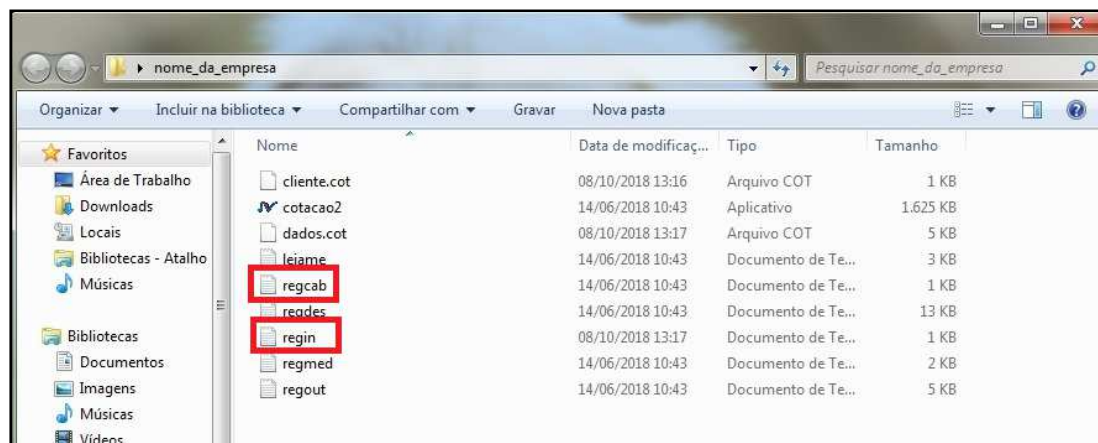 nome_da_empresa
Pesquisar nome_da_empresa
Organizar Incluir na biblioteca Compartilhar com Gravar Nova pasta
Favoritos
Área de Trabalho
Downloads
Locais
Bibliotecas - Atalho
Músicas
Bibliotecas
Documentos
Imagens
Músicas
Vídeos
Nome Data de modificaç... Tipo Tamanho
cliente.cot 08/10/2018 13:16 Arquivo COT 1 KB
cotacao2 14/06/2018 10:43 Aplicativo 1.625 KB
dados.cot 08/10/2018 13:17 Arquivo COT 5 KB
leiame 14/06/2018 10:43 Documento de Te... 3 KB
regcab 14/06/2018 10:43 Documento de Te... 1 KB
regdes 14/06/2018 10:43 Documento de Te... 13 KB
regin 08/10/2018 13:17 Documento de Te... 1 KB
regmed 14/06/2018 10:43 Documento de Te... 2 KB
regout 14/06/2018 10:43 Documento de Te... 5 KB